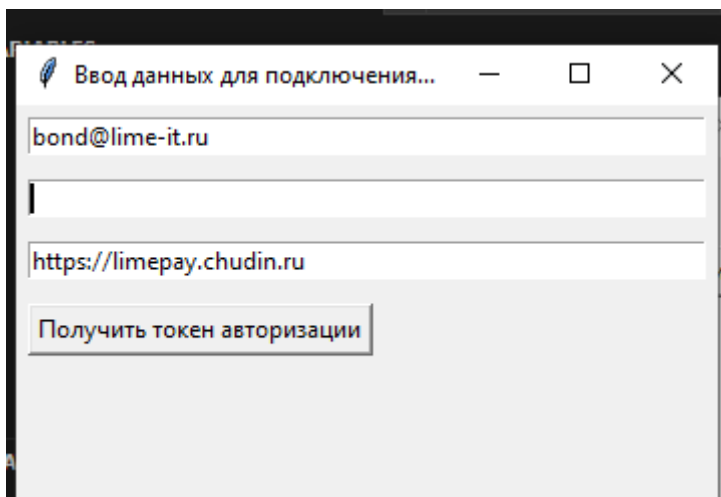 Ввод данных для подключения...
bond@lime-it.ru
https://limepay.chudin.ru
Получить токен авторизации